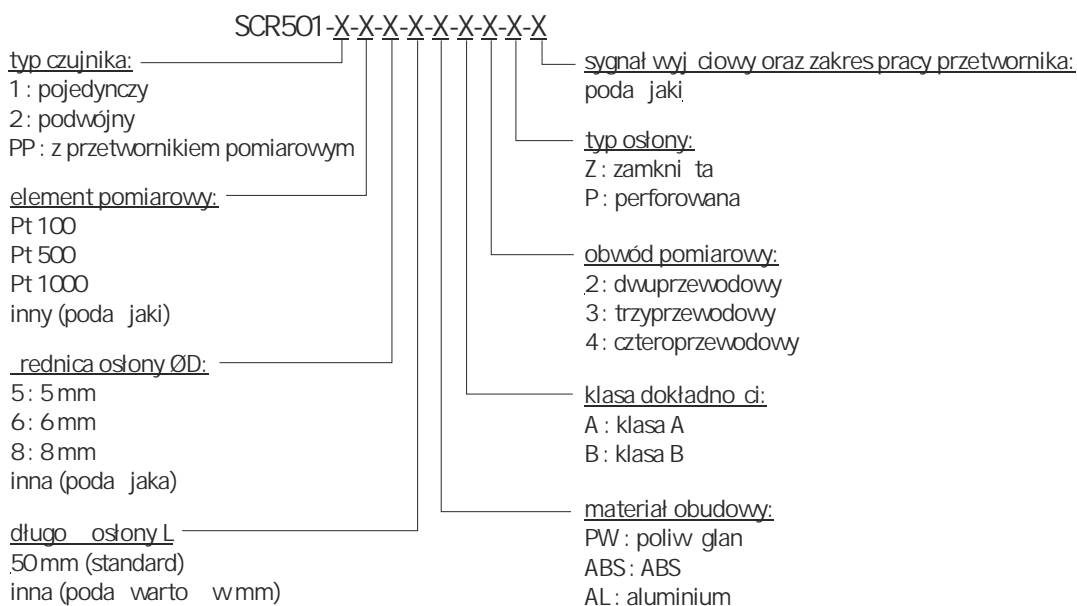 SCR501-X-X-X-X-X-X-X-X-X
typ czujnika:
1 : pojedynczy
2: podwójny
PP : z przetwornikiem pomiarowym
element pomiarowy:
Pt 100
Pt 500
Pt 1000
inny (poda jaki)
rednica osłony ØD:
5 : 5 mm
6 : 6 mm
8 : 8 mm
inna (poda jaka)
długo osłony L
50 mm (standard)
inna (poda warto w mm)
sygnał wyj ciowy oraz zakres pracy przetwornika:
poda jaki
typ osłony:
Z : zamkni ta
P : perforowana
obwód pomiarowy:
2: dwuprzewodowy
3 : trzyprzewodowy
4 : czteroprzewodowy
klasa dokładno ci:
A : klasa A
B : klasa B
materiał obudowy:
PW : poliw glan
ABS : ABS
AL : aluminium